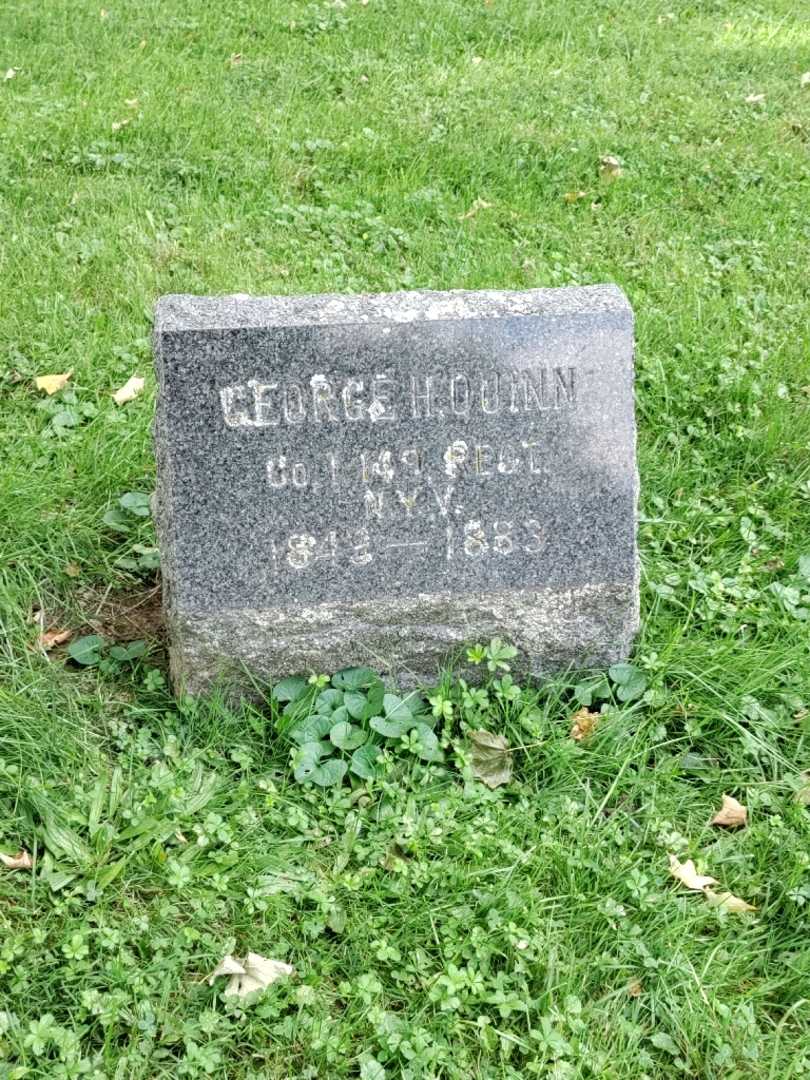 GEORGE H. QUINN
Co. I 149. REGT.
N.Y.V.
1843 — 1883